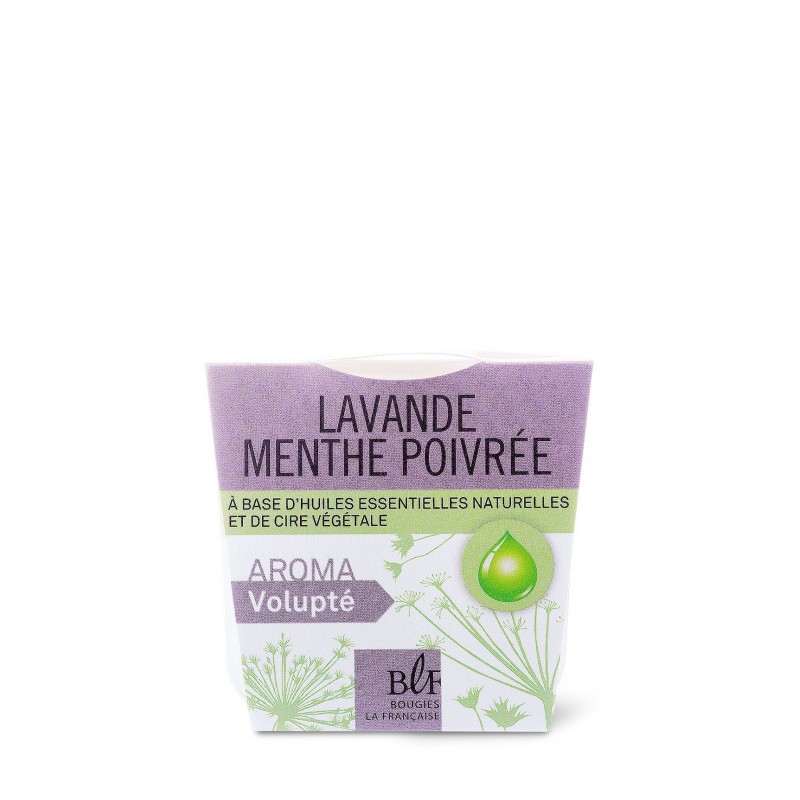 LAVANDE
MENTHE POIVRÉE
À BASE D'HUILES ESSENTIELLES NATURELLES
ET DE CIRE VÉGÉTALE
AROMA
Volupté
BLF
BOUGIES
LA FRANÇAISE